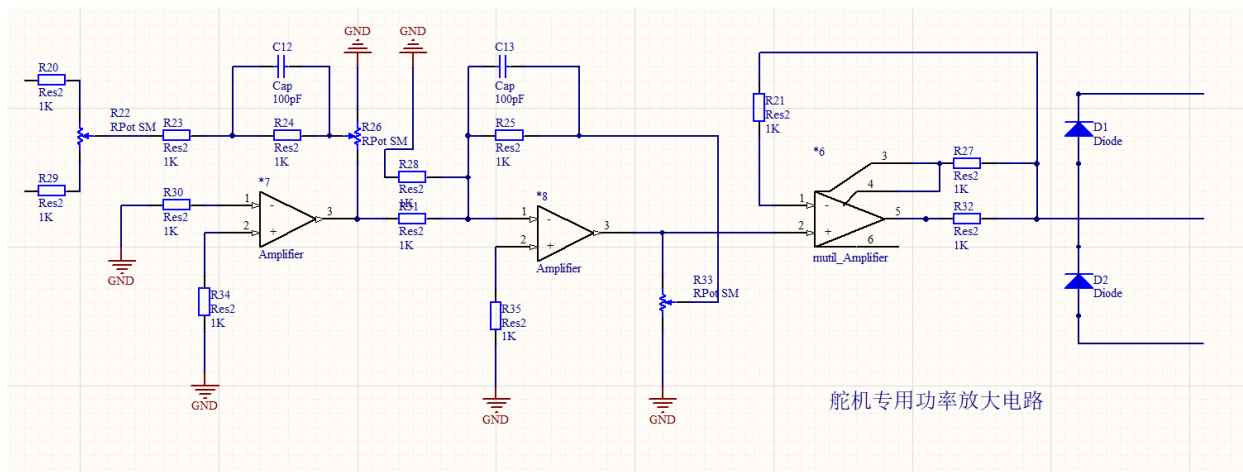 GND
GND
C12
Cap
100pF
C13
Cap
100pF
R20
Res2
1K
R22
RPot SM
R23
Res2
1K
R24
Res2
1K
R26
RPot SM
R25
Res2
1K
R21
Res2
1K
R28
Res2
1K
R29
Res2
1K
R30
Res2
1K
*7
1
-
2
+
3
Amplifier
R31
Res2
1K
*8
1
-
2
+
3
Amplifier
*6
3
4
1
-
2
+
5
6
mutil_Amplifier
R27
Res2
1K
R32
Res2
1K
D1
Diode
D2
Diode
GND
R34
Res2
1K
R35
Res2
1K
R33
RPot SM
GND
GND
GND
舵机专用功率放大电路